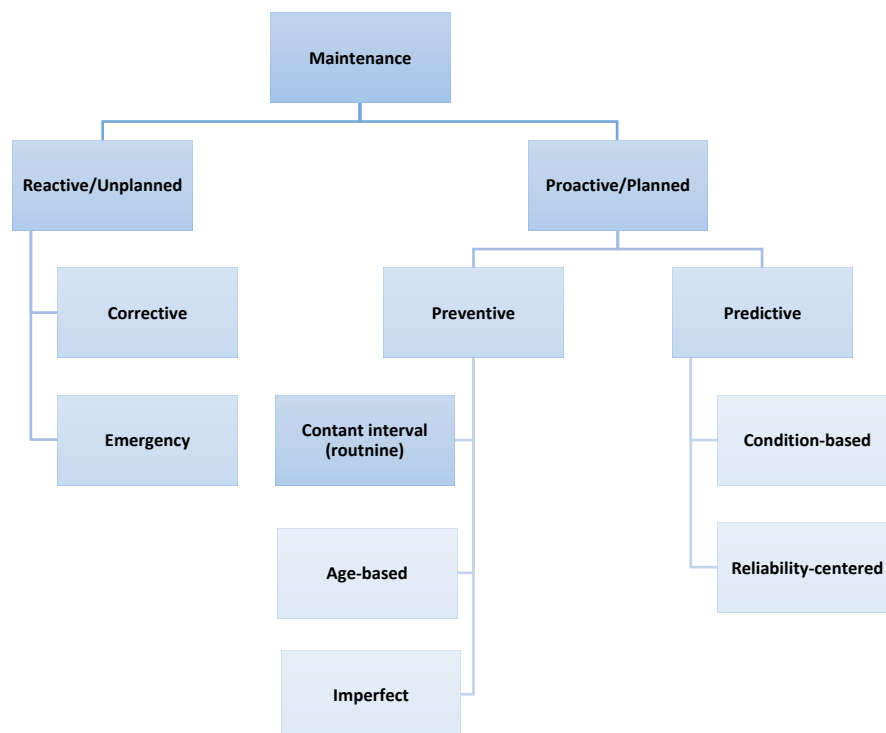 Maintenance
Reactive/Unplanned
Proactive/Planned
Corrective
Preventive
Predictive
Emergency
Contant interval
(routnine)
Condition-based
Age-based
Reliability-centered
Imperfect